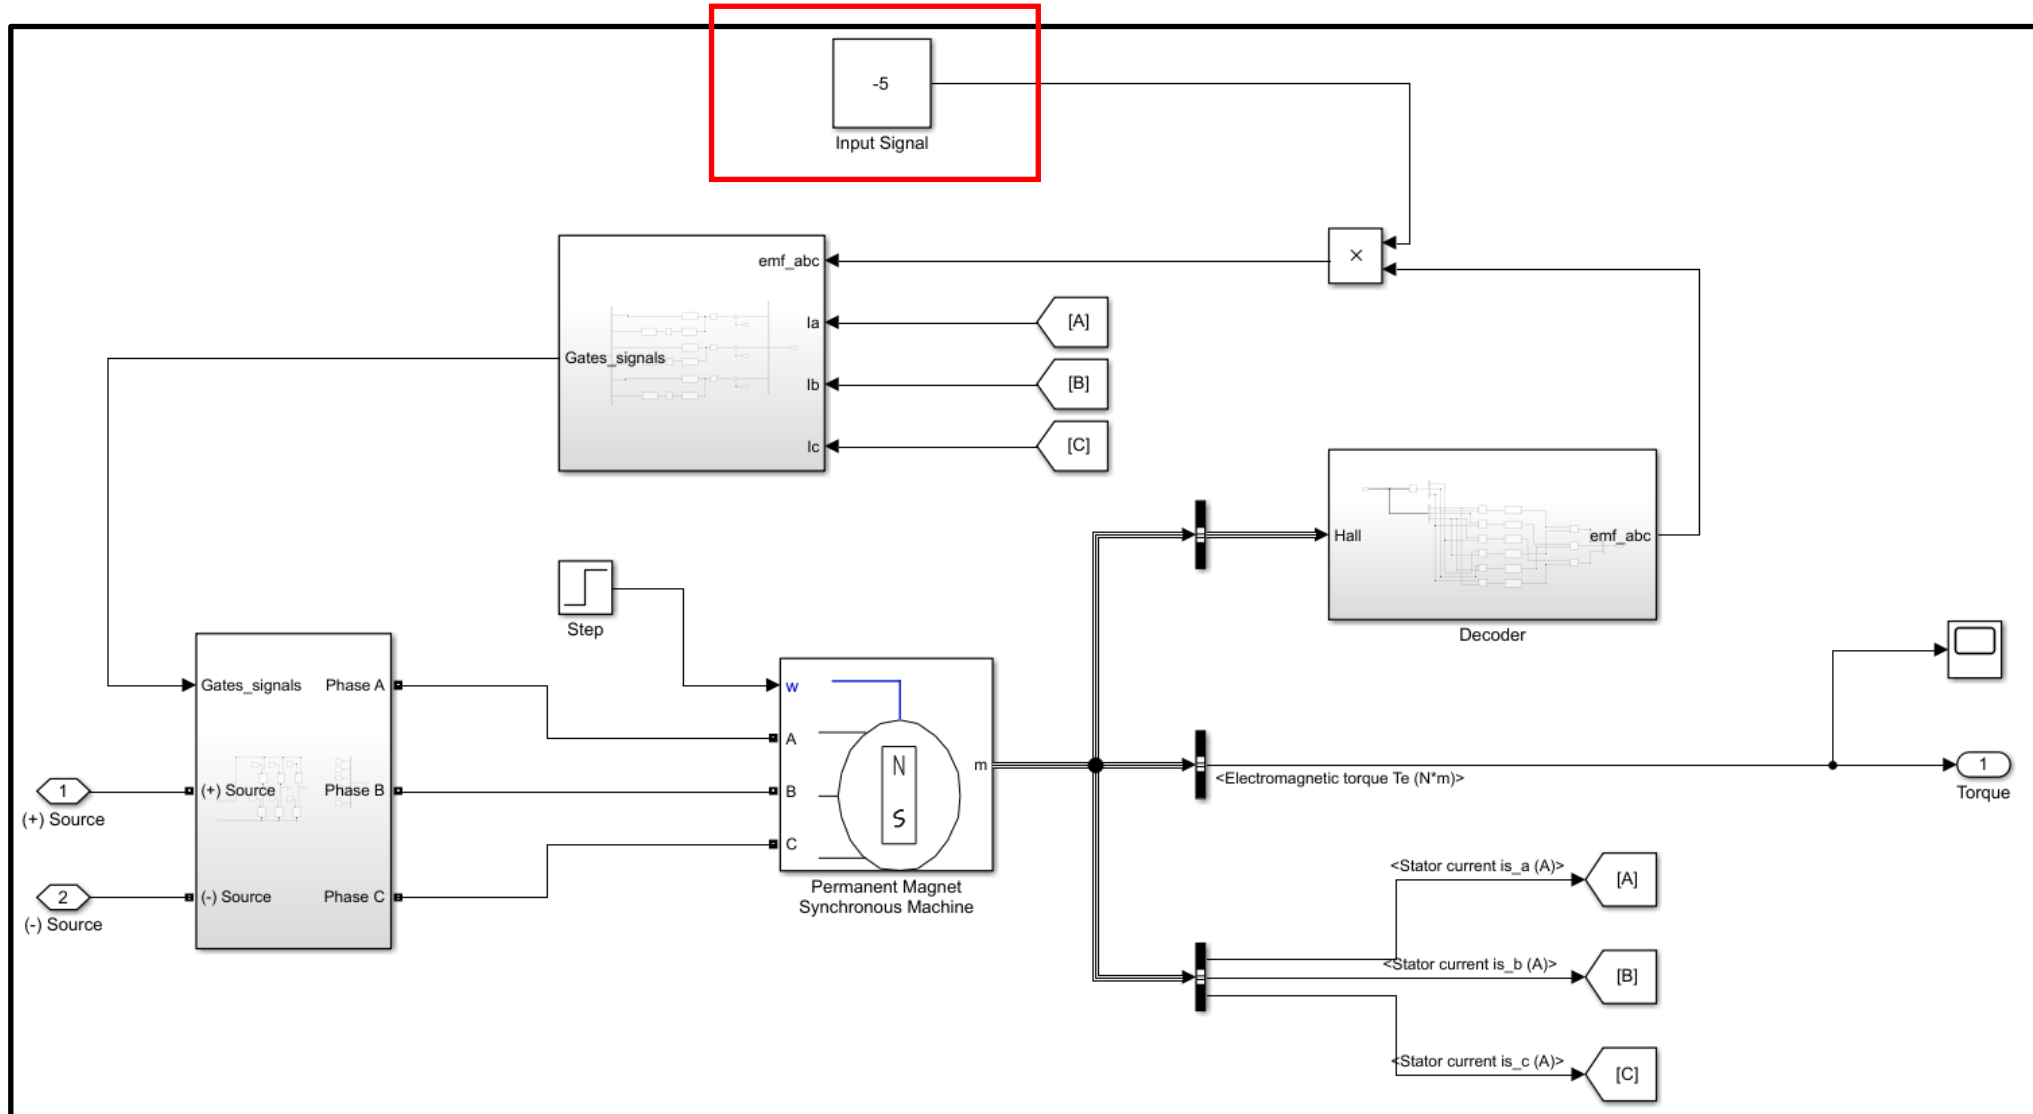 -5
Input Signal
emf_abc
×
Ia
[A]
Gates_signals
Ib
[B]
Ic
[C]
Hall
emf_abc
Decoder
Step
Gates_signals
Phase A
w
A
N
m
<Electromagnetic torque Te (N*m)>
1
Torque
1
(+) Source
(+) Source
Phase B
B
S
C
Permanent Magnet
Synchronous Machine
2
(-) Source
(-) Source
Phase C
<Stator current is_a (A)>
[A]
<Stator current is_b (A)>
[B]
<Stator current is_c (A)>
[C]